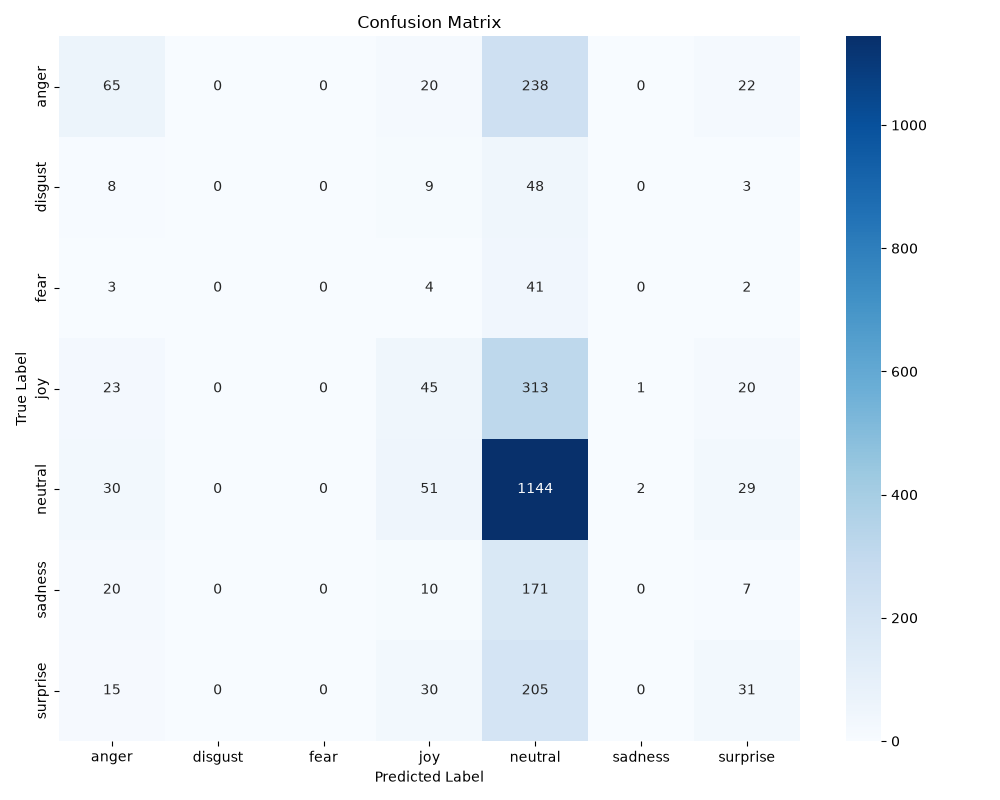 Confusion Matrix
True Label
anger 65 0 0 20 238 0 22
disgust 8 0 0 9 48 0 3
fear 3 0 0 4 41 0 2
joy 23 0 0 45 313 1 20
neutral 30 0 0 51 1144 2 29
sadness 20 0 0 10 171 0 7
surprise 15 0 0 30 205 0 31
anger disgust fear joy neutral sadness surprise
Predicted Label
1000
800
600
400
200
0